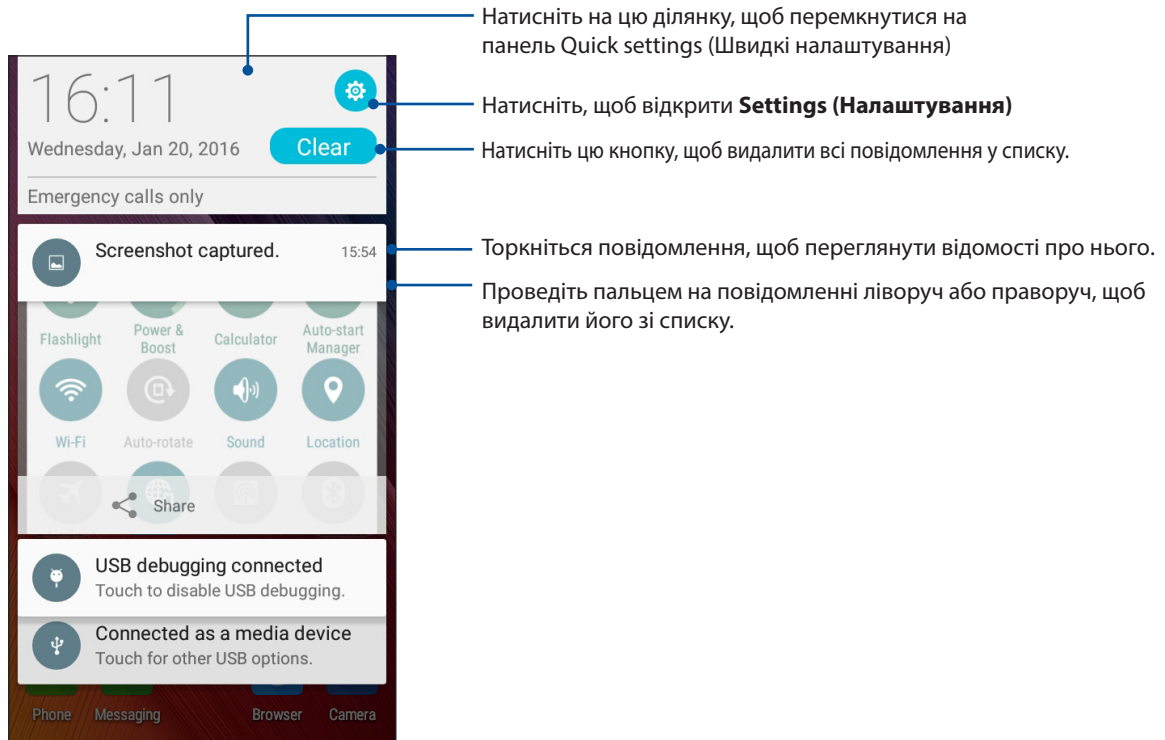 Натисніть на цю ділянку, щоб перемкнутися на
панель Quick settings (Швидкі налаштування)
16:11
Натисніть, щоб відкрити Settings (Налаштування)
Wednesday, Jan 20, 2016
Clear
Натисніть цю кнопку, щоб видалити всі повідомлення у списку.
Emergency calls only
Screenshot captured.
15:54
Торкніться повідомлення, щоб переглянути відомості про нього.
Проведіть пальцем на повідомленні ліворуч або праворуч, щоб
видалити його зі списку.
Flashlight
Power &
Boost
Calculator
Auto-start
Manager
Wi-Fi
Auto-rotate
Sound
Location
Share
USB debugging connected
Touch to disable USB debugging.
Connected as a media device
Touch for other USB options.
Phone
Messaging
Browser
Camera